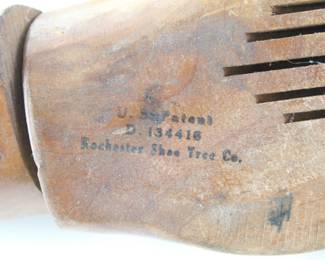 U. S. Patent
D. 134416
Rochester Shoe Tree Co.